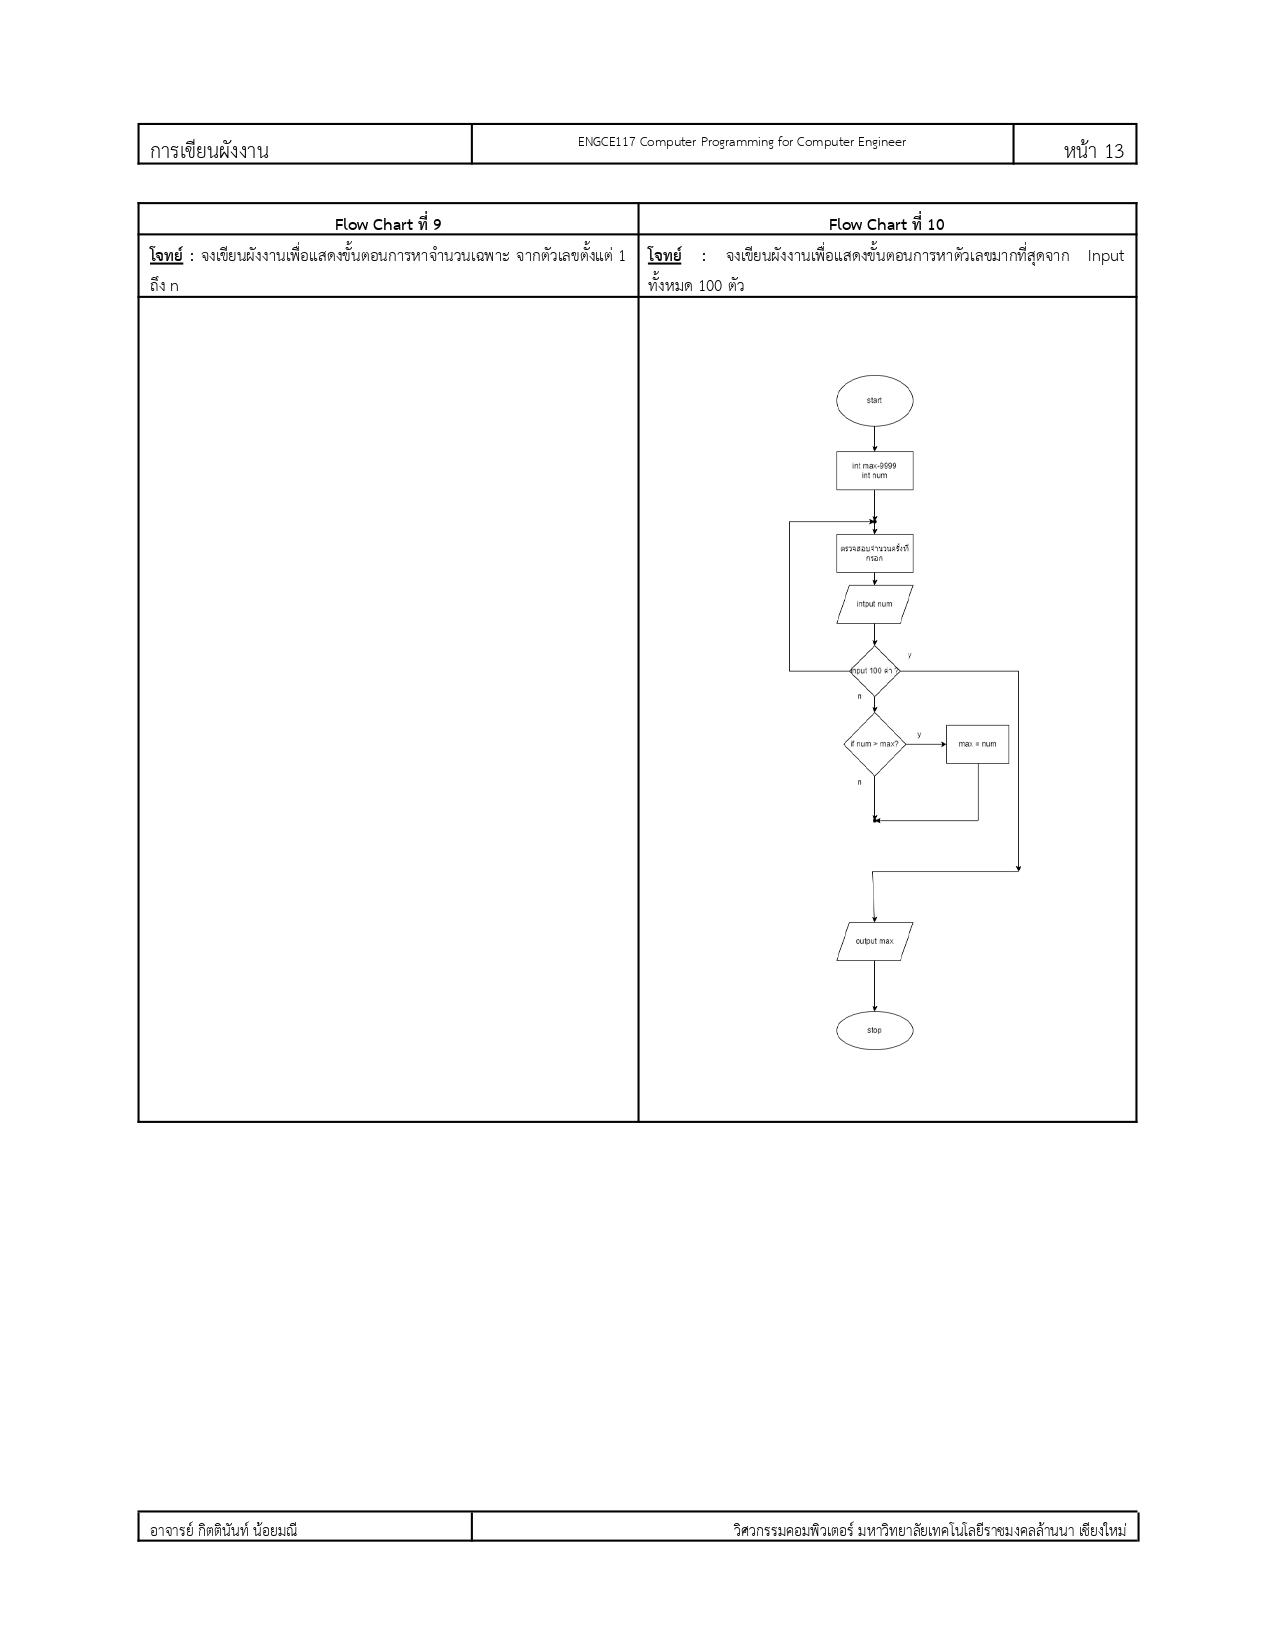 การเขียนผังงาน
ENGCE117 Computer Programming for Computer Engineer
หน้า 13
Flow Chart ที่ 9
โจทย์ : จงเขียนผังงานเพื่อแสดงขั้นตอนการหาจำนวนเฉพาะ จากตัวเลขตั้งแต่ 1
ถึง n
Flow Chart ที่ 10
โจทย์ : จงเขียนผังงานเพื่อแสดงขั้นตอนการหาตัวเลขมากที่สุดจาก Input
ทั้งหมด 100 ตัว
start
int max-9999
int num
ตรวจสอบจำนวนครั้งที่
กรอก
intput num
y
input 100 ค่า ?
n
if num > max?
y
max = num
n
output max
stop
อาจารย์ กิตตินันท์ น้อยมณี
วิศวกรรมคอมพิวเตอร์ มหาวิทยาลัยเทคโนโลยีราชมงคลล้านนา เชียงใหม่